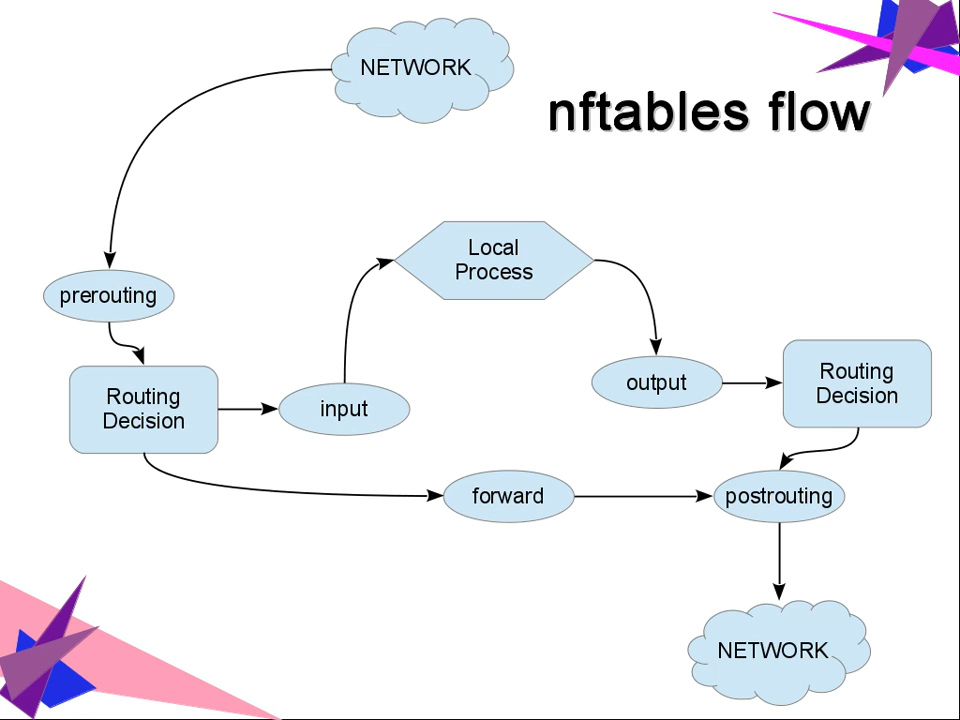 NETWORK
nftables flow
Local
Process
prerouting
Routing
Decision
input
output
Routing
Decision
forward
postrouting
NETWORK